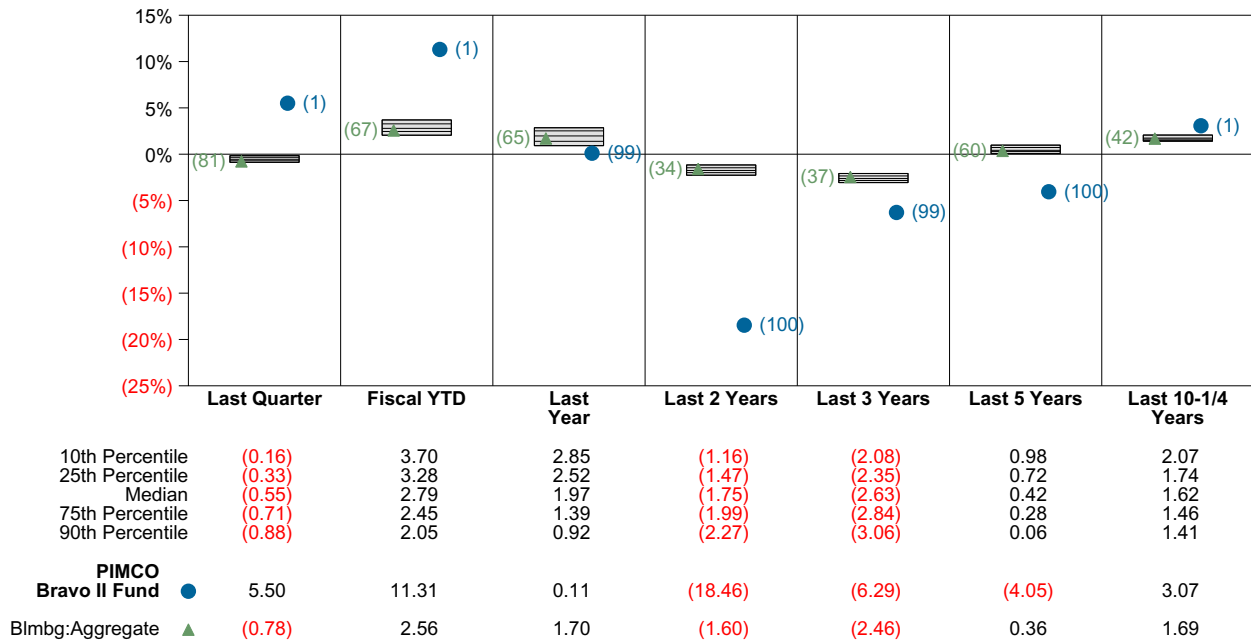 15%
10%
5%
0%
(5%)
(10%)
(15%)
(20%)
(25%)
(81)
(1)
(67)
(1)
(65)
(99)
(34)
(100)
(37)
(99)
(60)
(100)
(42)
(1)
Last Quarter Fiscal YTD Last Year Last 2 Years Last 3 Years Last 5 Years Last 10-1/4 Years
10th Percentile (0.16) 3.70 2.85 (1.16) (2.08) 0.98 2.07
25th Percentile (0.33) 3.28 2.52 (1.47) (2.35) 0.72 1.74
Median (0.55) 2.79 1.97 (1.75) (2.63) 0.42 1.62
75th Percentile (0.71) 2.45 1.39 (1.99) (2.84) 0.28 1.46
90th Percentile (0.88) 2.05 0.92 (2.27) (3.06) 0.06 1.41
PIMCO
Bravo II Fund 5.50 11.31 0.11 (18.46) (6.29) (4.05) 3.07
Blmbg:Aggregate (0.78) 2.56 1.70 (1.60) (2.46) 0.36 1.69